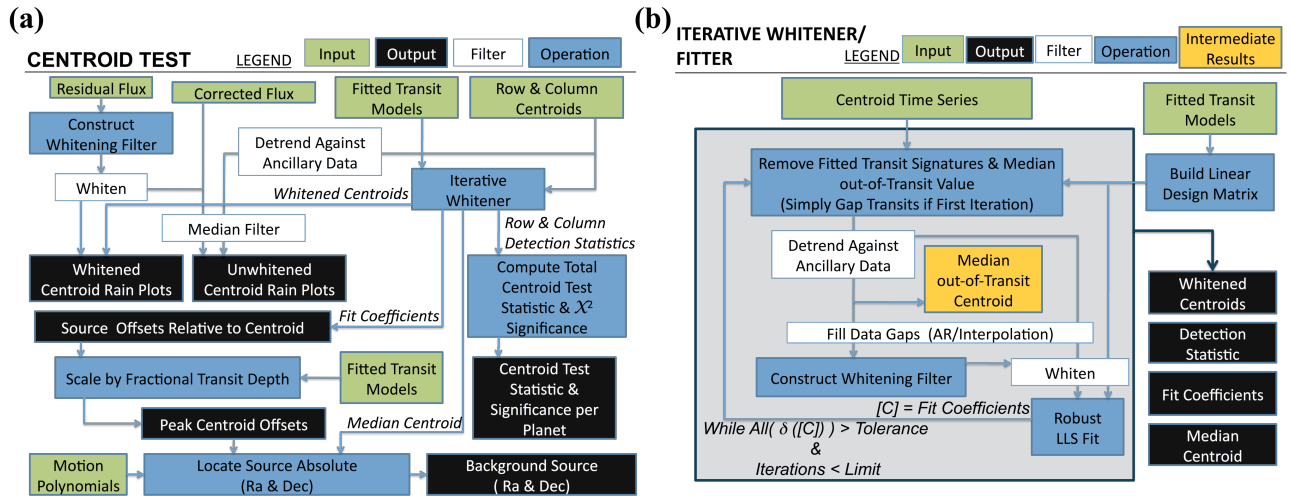 (a)
CENTROID TEST
LEGEND
Input
Output
Filter
Operation
Residual Flux
Corrected Flux
Fitted Transit
Models
Row & Column
Centroids
Construct
Whitening Filter
Detrend Against
Ancillary Data
Whiten
Whitened Centroids
Iterative
Whitener
Median Filter
Row & Column
Detection Statistics
Whitened
Centroid Rain Plots
Unwhitened
Centroid Rain Plots
Compute Total
Centroid Test
Statistic & X²
Significance
Source Offsets Relative to Centroid
Fit Coefficients
Scale by Fractional Transit Depth
Fitted Transit
Models
Centroid Test
Statistic &
Significance per
Planet
Peak Centroid Offsets
Median Centroid
Motion
Polynomials
Locate Source Absolute
(Ra & Dec)
Background Source
( Ra & Dec)
(b)
ITERATIVE WHITENER/
FITTER
LEGEND
Input
Output
Filter
Operation
Intermediate
Results
Centroid Time Series
Fitted Transit
Models
Remove Fitted Transit Signatures & Median
out-of-Transit Value
(Simply Gap Transits if First Iteration)
Build Linear
Design Matrix
Detrend Against
Ancillary Data
Median
out-of-Transit
Centroid
Fill Data Gaps (AR/Interpolation)
Construct Whitening Filter
Whiten
[C] = Fit Coefficients
While All( δ ([C]) ) > Tolerance
&
Iterations < Limit
Robust
LLS Fit
Whitened
Centroids
Detection
Statistic
Fit Coefficients
Median
Centroid